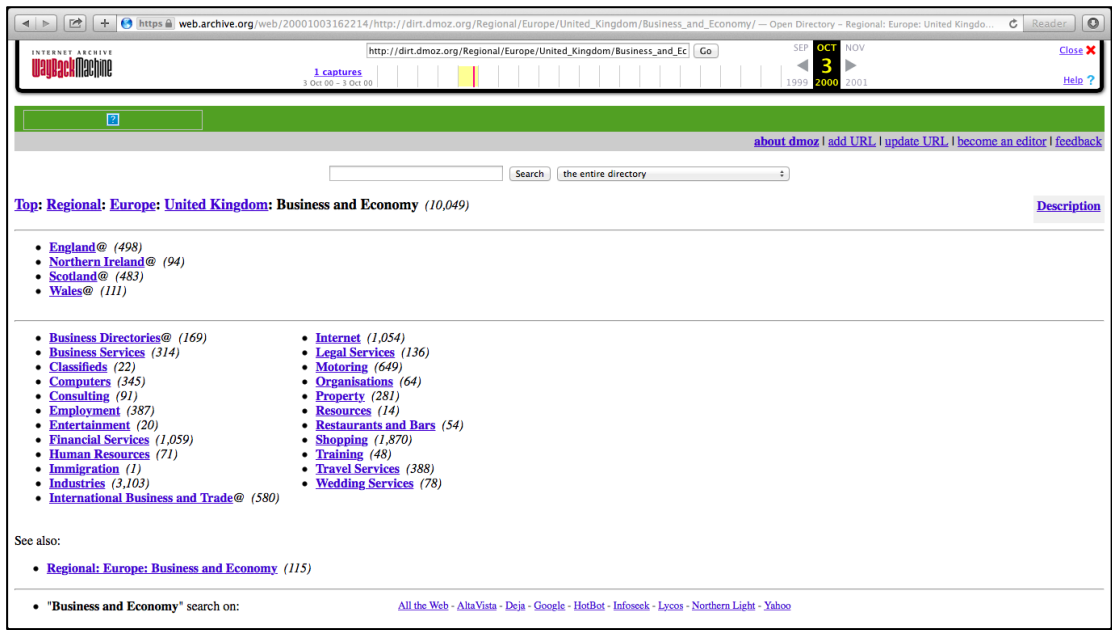 https web.archive.org/web/20001003162214/http://dirt.dmoz.org/Regional/Europe/United_Kingdom/Business_and_Economy/ — Open Directory – Regional: Europe: United Kingdo... Reader
INTERNET ARCHIVE
WayBackMachine
http://dirt.dmoz.org/Regional/Europe/United_Kingdom/Business_and_Ec Go
1 captures
3 Oct 00 – 3 Oct 00
SEP OCT NOV
3
1999 2000 2001
Close
Help ?
?
about dmoz | add URL | update URL | become an editor | feedback
Search the entire directory
Top: Regional: Europe: United Kingdom: Business and Economy (10,049)
Description
England@ (498)
Northern Ireland@ (94)
Scotland@ (483)
Wales@ (111)
Business Directories@ (169)
Business Services (314)
Classifieds (22)
Computers (345)
Consulting (91)
Employment (387)
Entertainment (20)
Financial Services (1,059)
Human Resources (71)
Immigration (1)
Industries (3,103)
International Business and Trade@ (580)
Internet (1,054)
Legal Services (136)
Motoring (649)
Organisations (64)
Property (281)
Resources (14)
Restaurants and Bars (54)
Shopping (1,870)
Training (48)
Travel Services (388)
Wedding Services (78)
See also:
Regional: Europe: Business and Economy (115)
"Business and Economy" search on: All the Web - AltaVista - Deja - Google - HotBot - Infoseek - Lycos - Northern Light - Yahoo